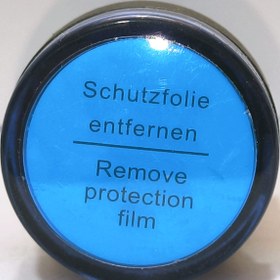 Schutzfolie
entfernen
Remove
protection
film